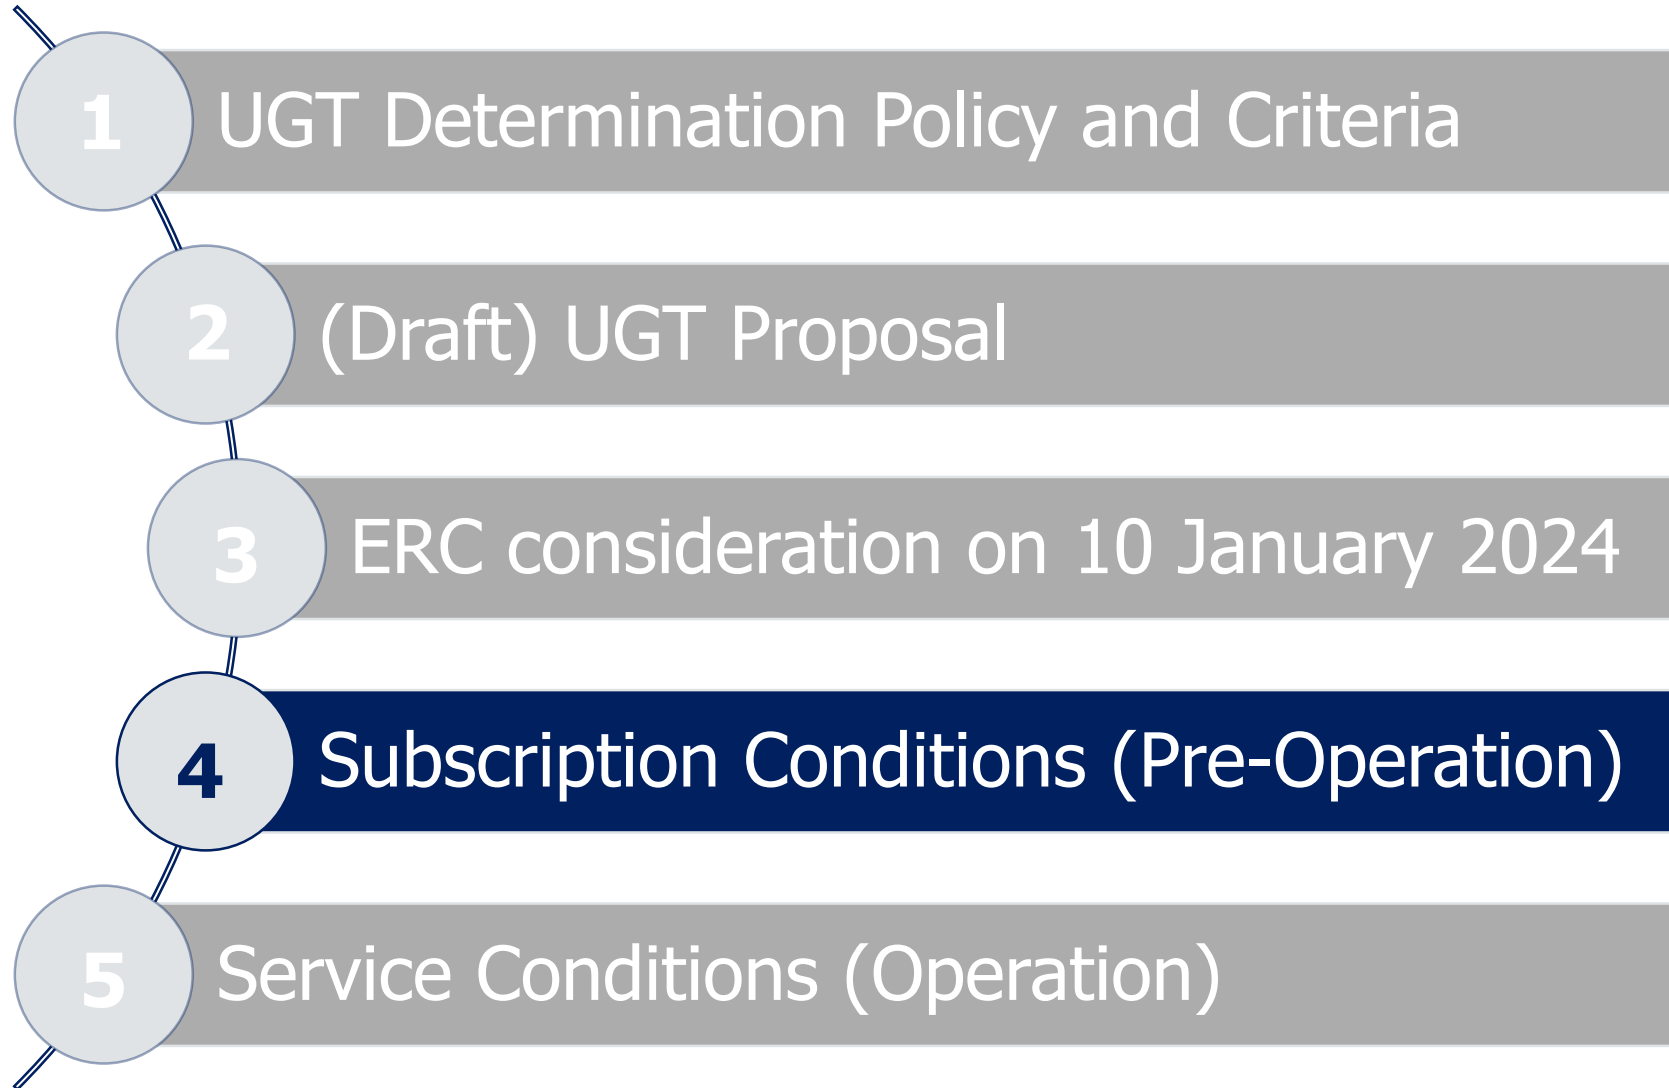 1
UGT Determination Policy and Criteria
2
(Draft) UGT Proposal
3
ERC consideration on 10 January 2024
4
Subscription Conditions (Pre-Operation)
5
Service Conditions (Operation)